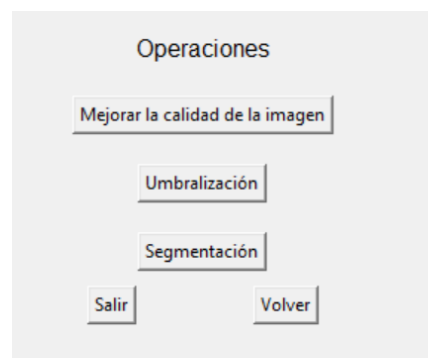 Operaciones
Mejorar la calidad de la imagen
Umbralización
Segmentación
Salir Volver